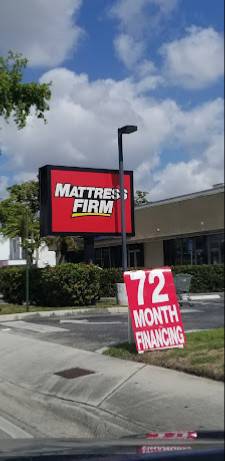 MATTRESS
FIRM
72
MONTH
FINANCING